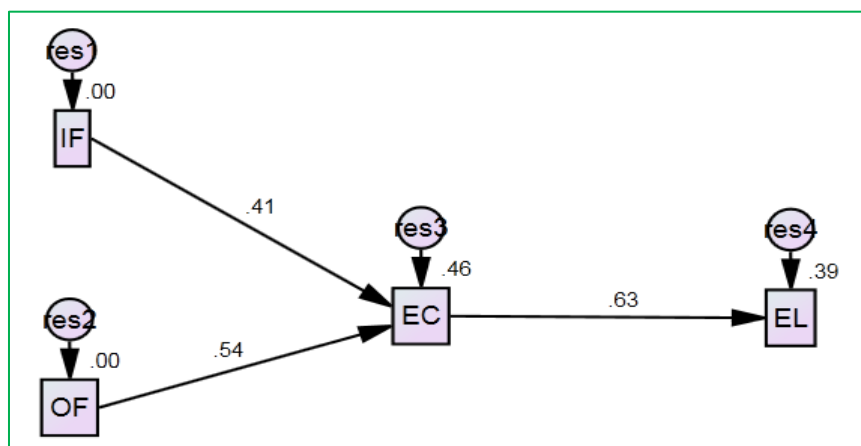 res1
.00
IF
.41
res3
.46
EC
res4
.39
.63
EL
res2
.00
.54
OF